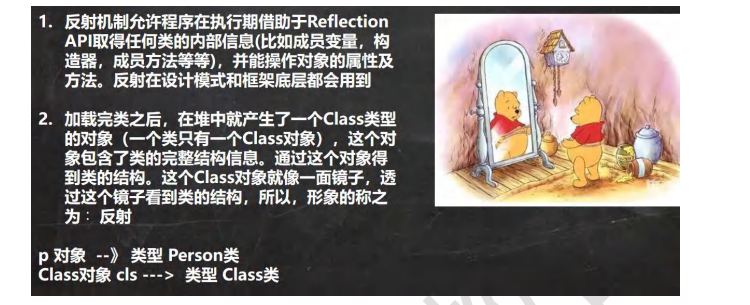 1. 反射机制允许程序在执行期借助于Reflection
API取得任何类的内部信息(比如成员变量，构
造器，成员方法等等)，并能操作对象的属性及
方法。反射在设计模式和框架底层都会用到
2. 加载完类之后，在堆中就产生了一个Class类型
的对象（一个类只有一个Class对象），这个对
象包含了类的完整结构信息。通过这个对象得
到类的结构。这个Class对象就像一面镜子，透
过这个镜子看到类的结构，所以，形象的称之
为：反射
p 对象 --》 类型 Person类
Class对象 cls ---> 类型 Class类